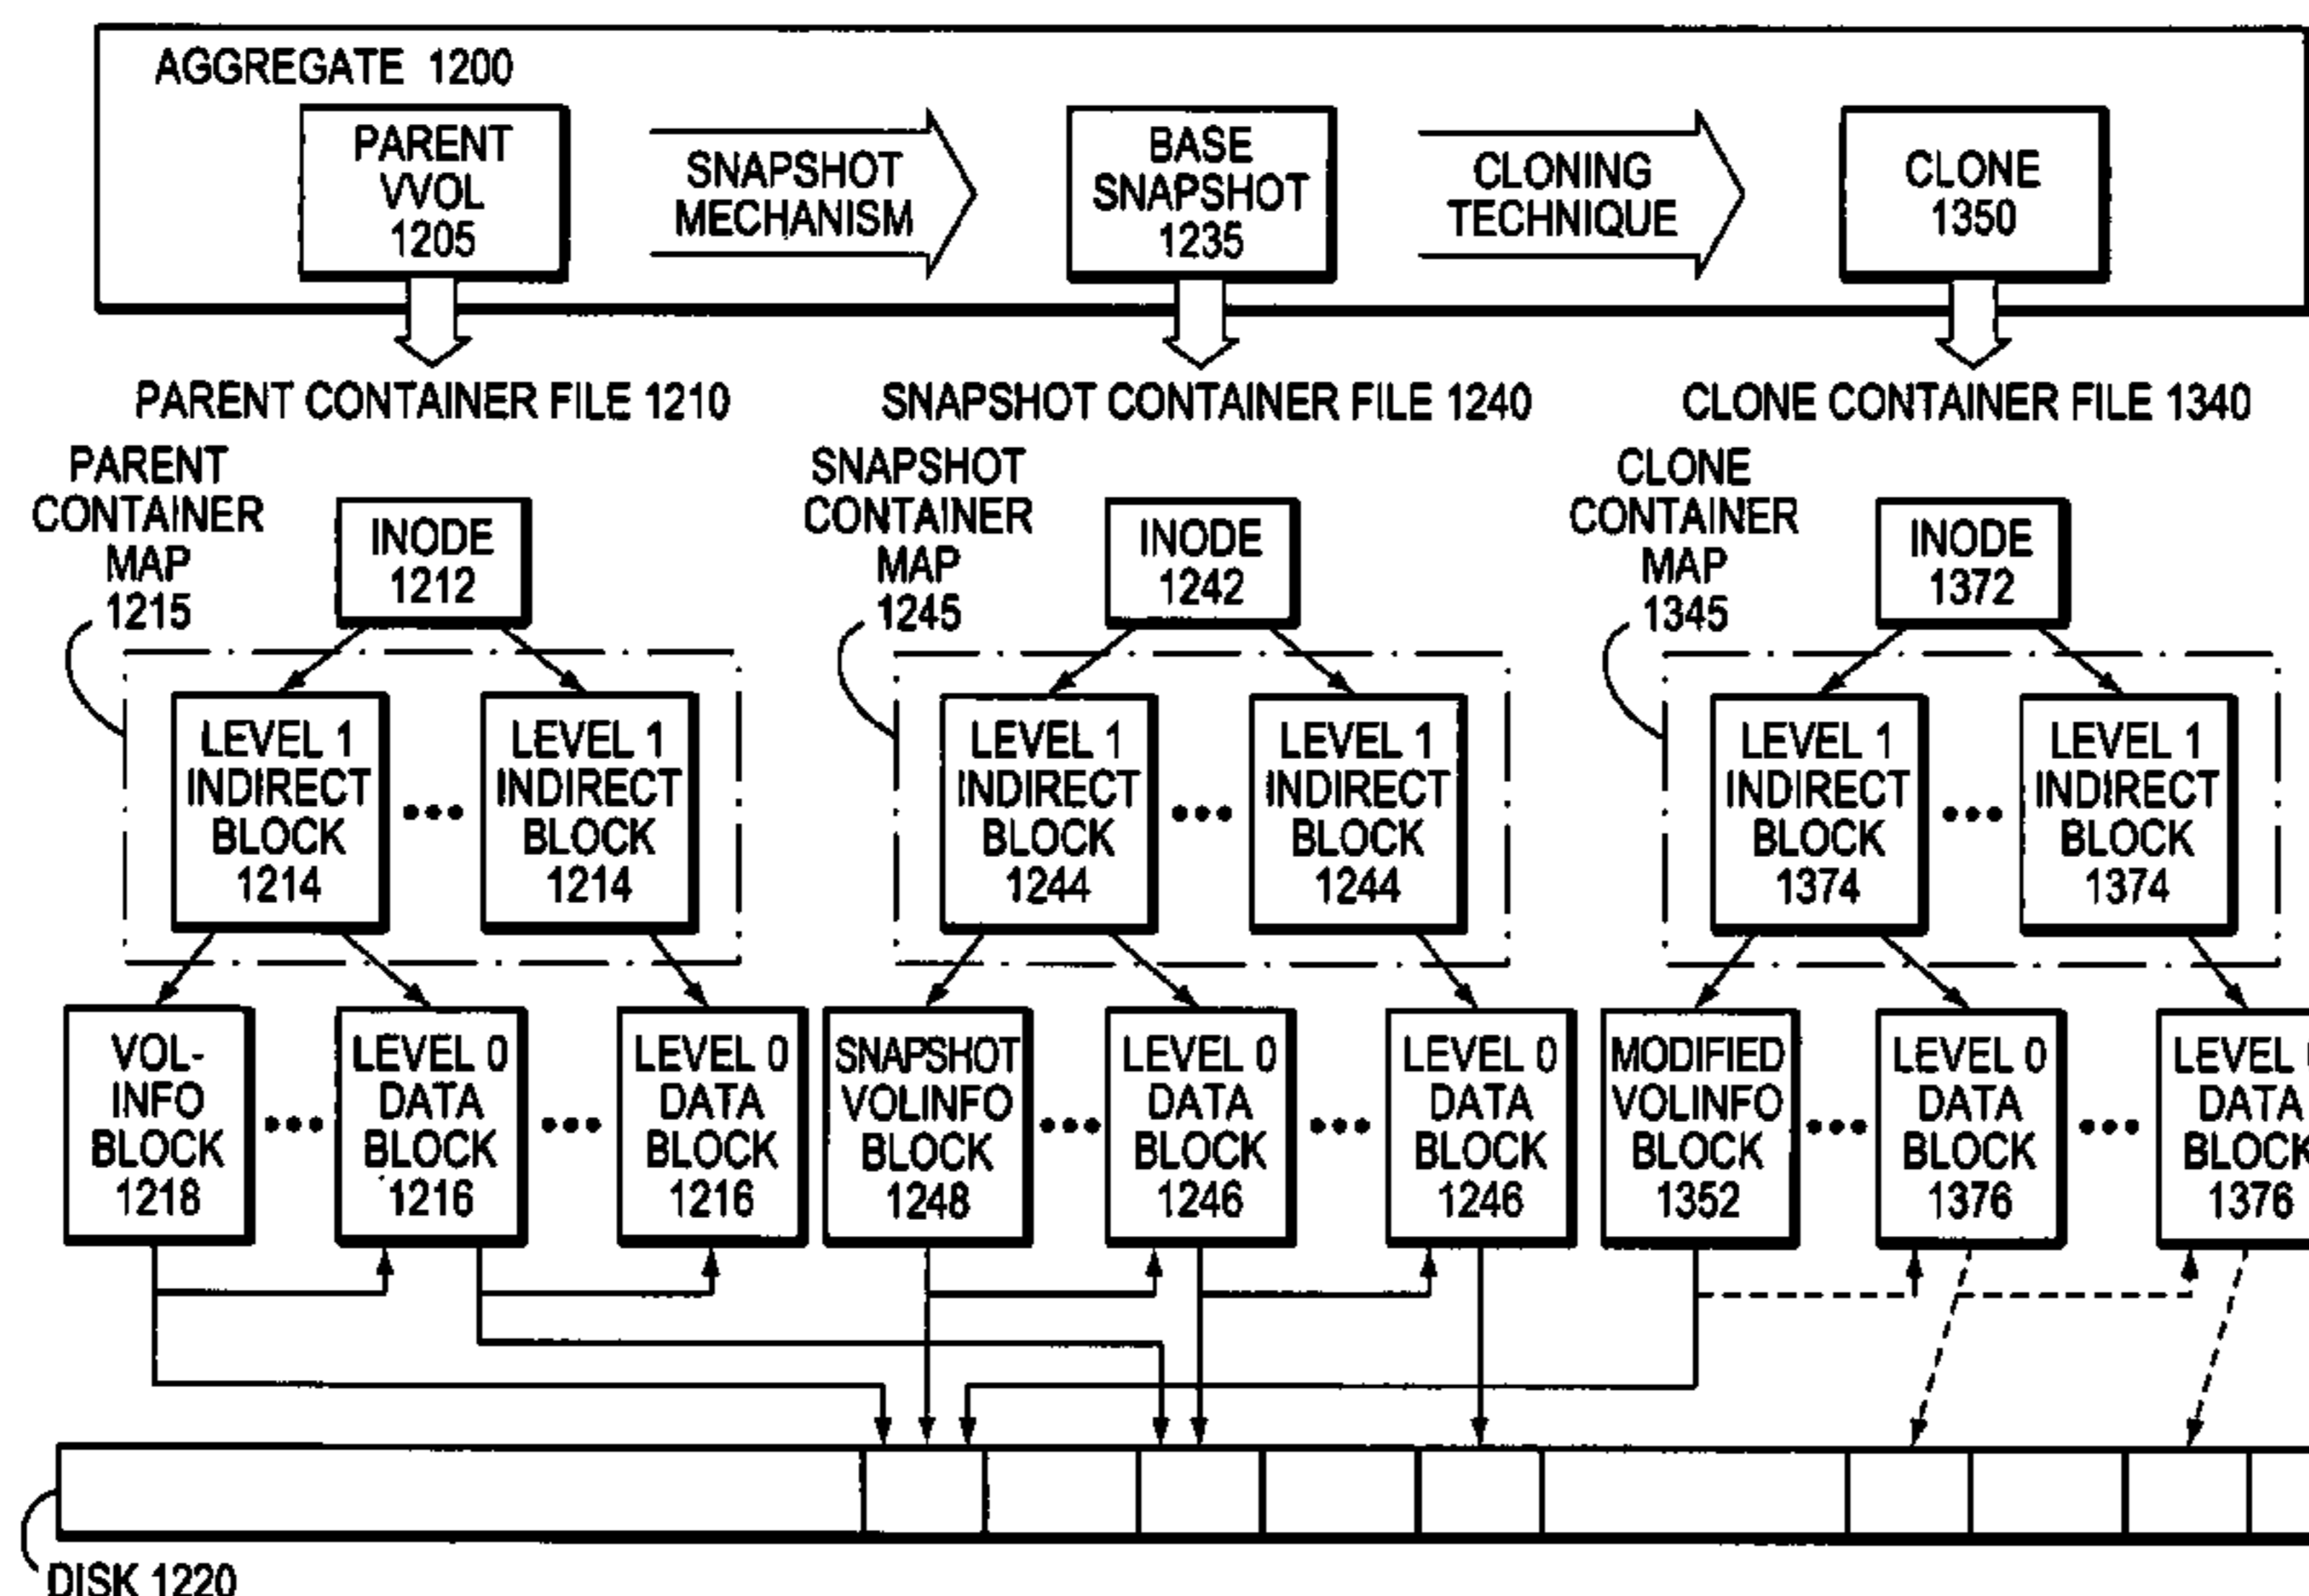 AGGREGATE 1200
PARENT
VVOL
1205
SNAPSHOT
MECHANISM
BASE
SNAPSHOT
1235
CLONING
TECHNIQUE
CLONE
1350
PARENT CONTAINER FILE 1210
SNAPSHOT CONTAINER FILE 1240
CLONE CONTAINER FILE 1340
PARENT
CONTAINER
MAP
1215
INODE
1212
SNAPSHOT
CONTAINER
MAP
1245
INODE
1242
CLONE
CONTAINER
MAP
1345
INODE
1372
LEVEL 1
INDIRECT
BLOCK
1214
LEVEL 1
INDIRECT
BLOCK
1214
LEVEL 1
INDIRECT
BLOCK
1244
LEVEL 1
INDIRECT
BLOCK
1244
LEVEL 1
INDIRECT
BLOCK
1374
LEVEL 1
INDIRECT
BLOCK
1374
VOL-
INFO
BLOCK
1218
LEVEL 0
DATA
BLOCK
1216
LEVEL 0
DATA
BLOCK
1216
SNAPSHOT
VOLINFO
BLOCK
1248
LEVEL 0
DATA
BLOCK
1246
LEVEL 0
DATA
BLOCK
1246
MODIFIED
VOLINFO
BLOCK
1352
LEVEL 0
DATA
BLOCK
1376
LEVEL
DATA
BLOCK
1376
DISK 1220